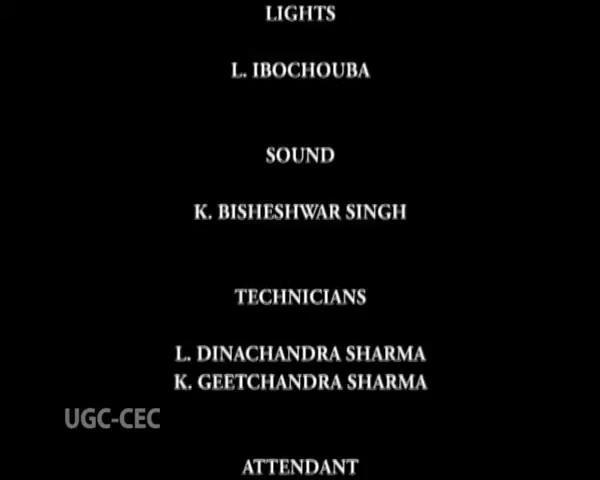 LIGHTS
L. IBOCHOUBA
SOUND
K. BISHESHWAR SINGH
TECHNICIANS
L. DINACHANDRA SHARMA
K. GEETCHANDRA SHARMA
UGC-CEC
ATTENDANT